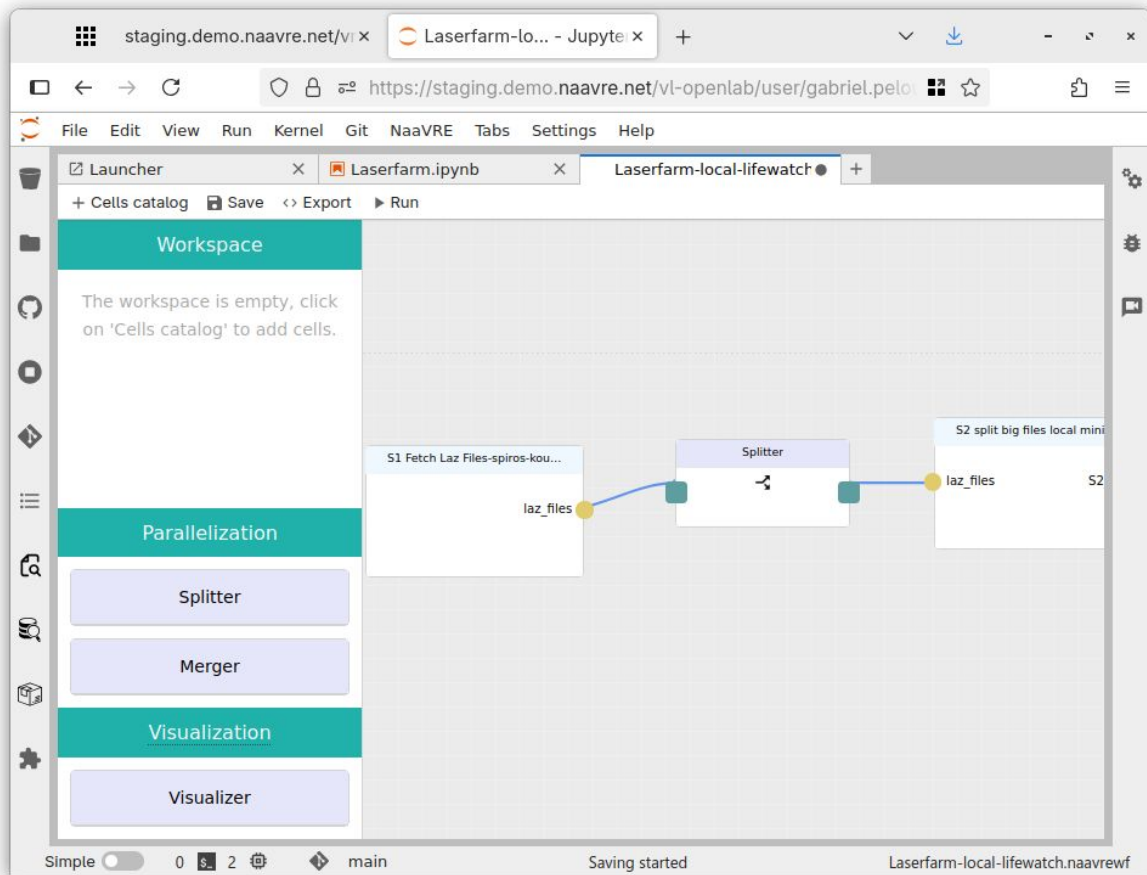 staging.demo.naavre.net/vr
Laserfarm-lo... - Jupyter
https://staging.demo.naavre.net/vl-openlab/user/gabriel.pelou
File Edit View Run Kernel Git NaaVRE Tabs Settings Help
Launcher
Laserfarm.ipynb
Laserfarm-local-lifewatch
+ Cells catalog Save <> Export Run
Workspace
The workspace is empty, click
on 'Cells catalog' to add cells.
Parallelization
Splitter
Merger
Visualization
Visualizer
S1 Fetch Laz Files-spiros-kou...
laz_files
Splitter
S2 split big files local mini
laz_files S2
Simple 0 $_ 2 main Saving started Laserfarm-local-lifewatch.naavrewf